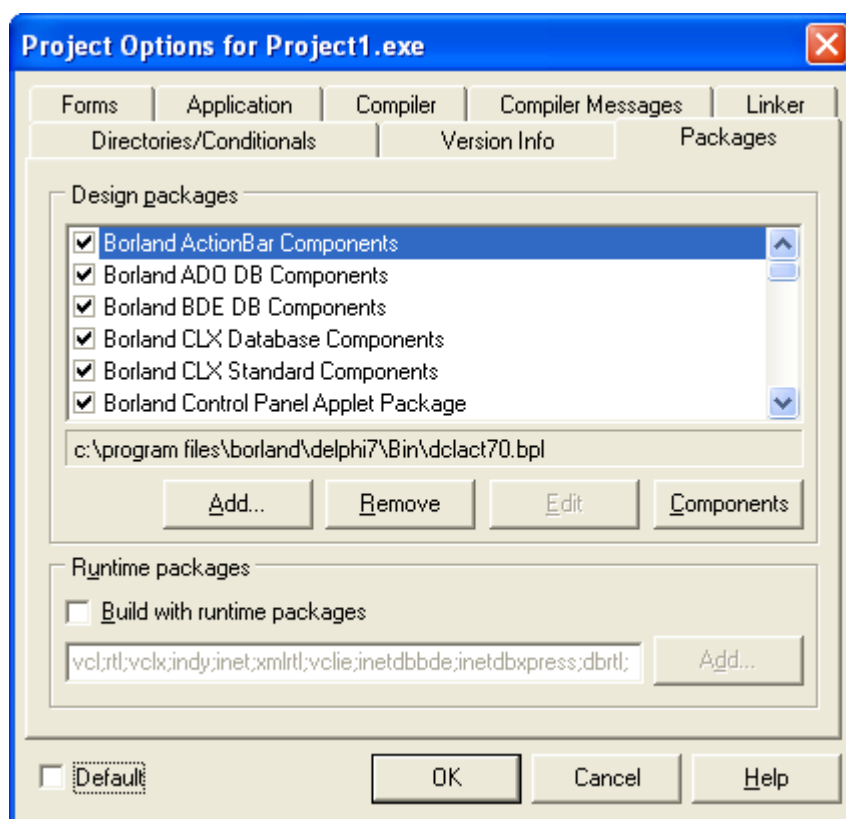 Project Options for Project1.exe
Forms Application Compiler Compiler Messages Linker
Directories/Conditionals Version Info Packages
Design packages
Borland ActionBar Components
Borland ADO DB Components
Borland BDE DB Components
Borland CLX Database Components
Borland CLX Standard Components
Borland Control Panel Applet Package
c:\program files\borland\delphi7\Bin\dclact70.bpl
Add... Remove Edit Components
Runtime packages
Build with runtime packages
vcl;rtl;vclx;indy;inet;xmlrtl;vclie;inetdbbde;inetdbxpress;dbrtl;
Add...
Default OK Cancel Help